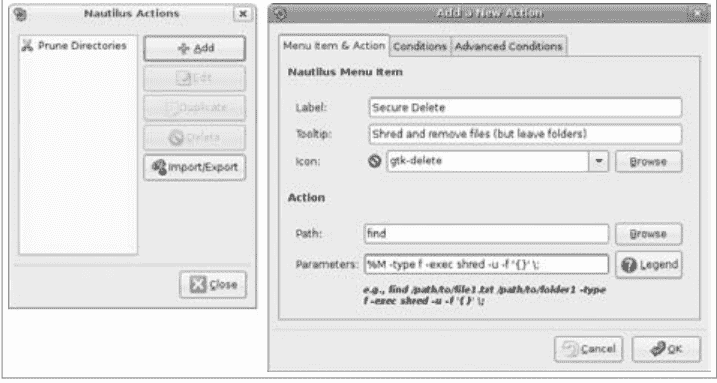 Nautilus Actions
Prune Directories
Add
Edit
Duplicate
Delete
Import/Export
Close
Add a New Action
Menu Item & Action
Conditions
Advanced Conditions
Nautilus Menu Item
Label:
Secure Delete
Tooltip:
Shred and remove files (but leave folders)
Icon:
gtk-delete
Browse
Action
Path:
find
Browse
Parameters:
%M -type f -exec shred -u -f '{}' \;
Legend
e.g., find /path/to/file1.txt /path/to/folder1 -type
f -exec shred -u -f '{}' \;
Cancel
OK